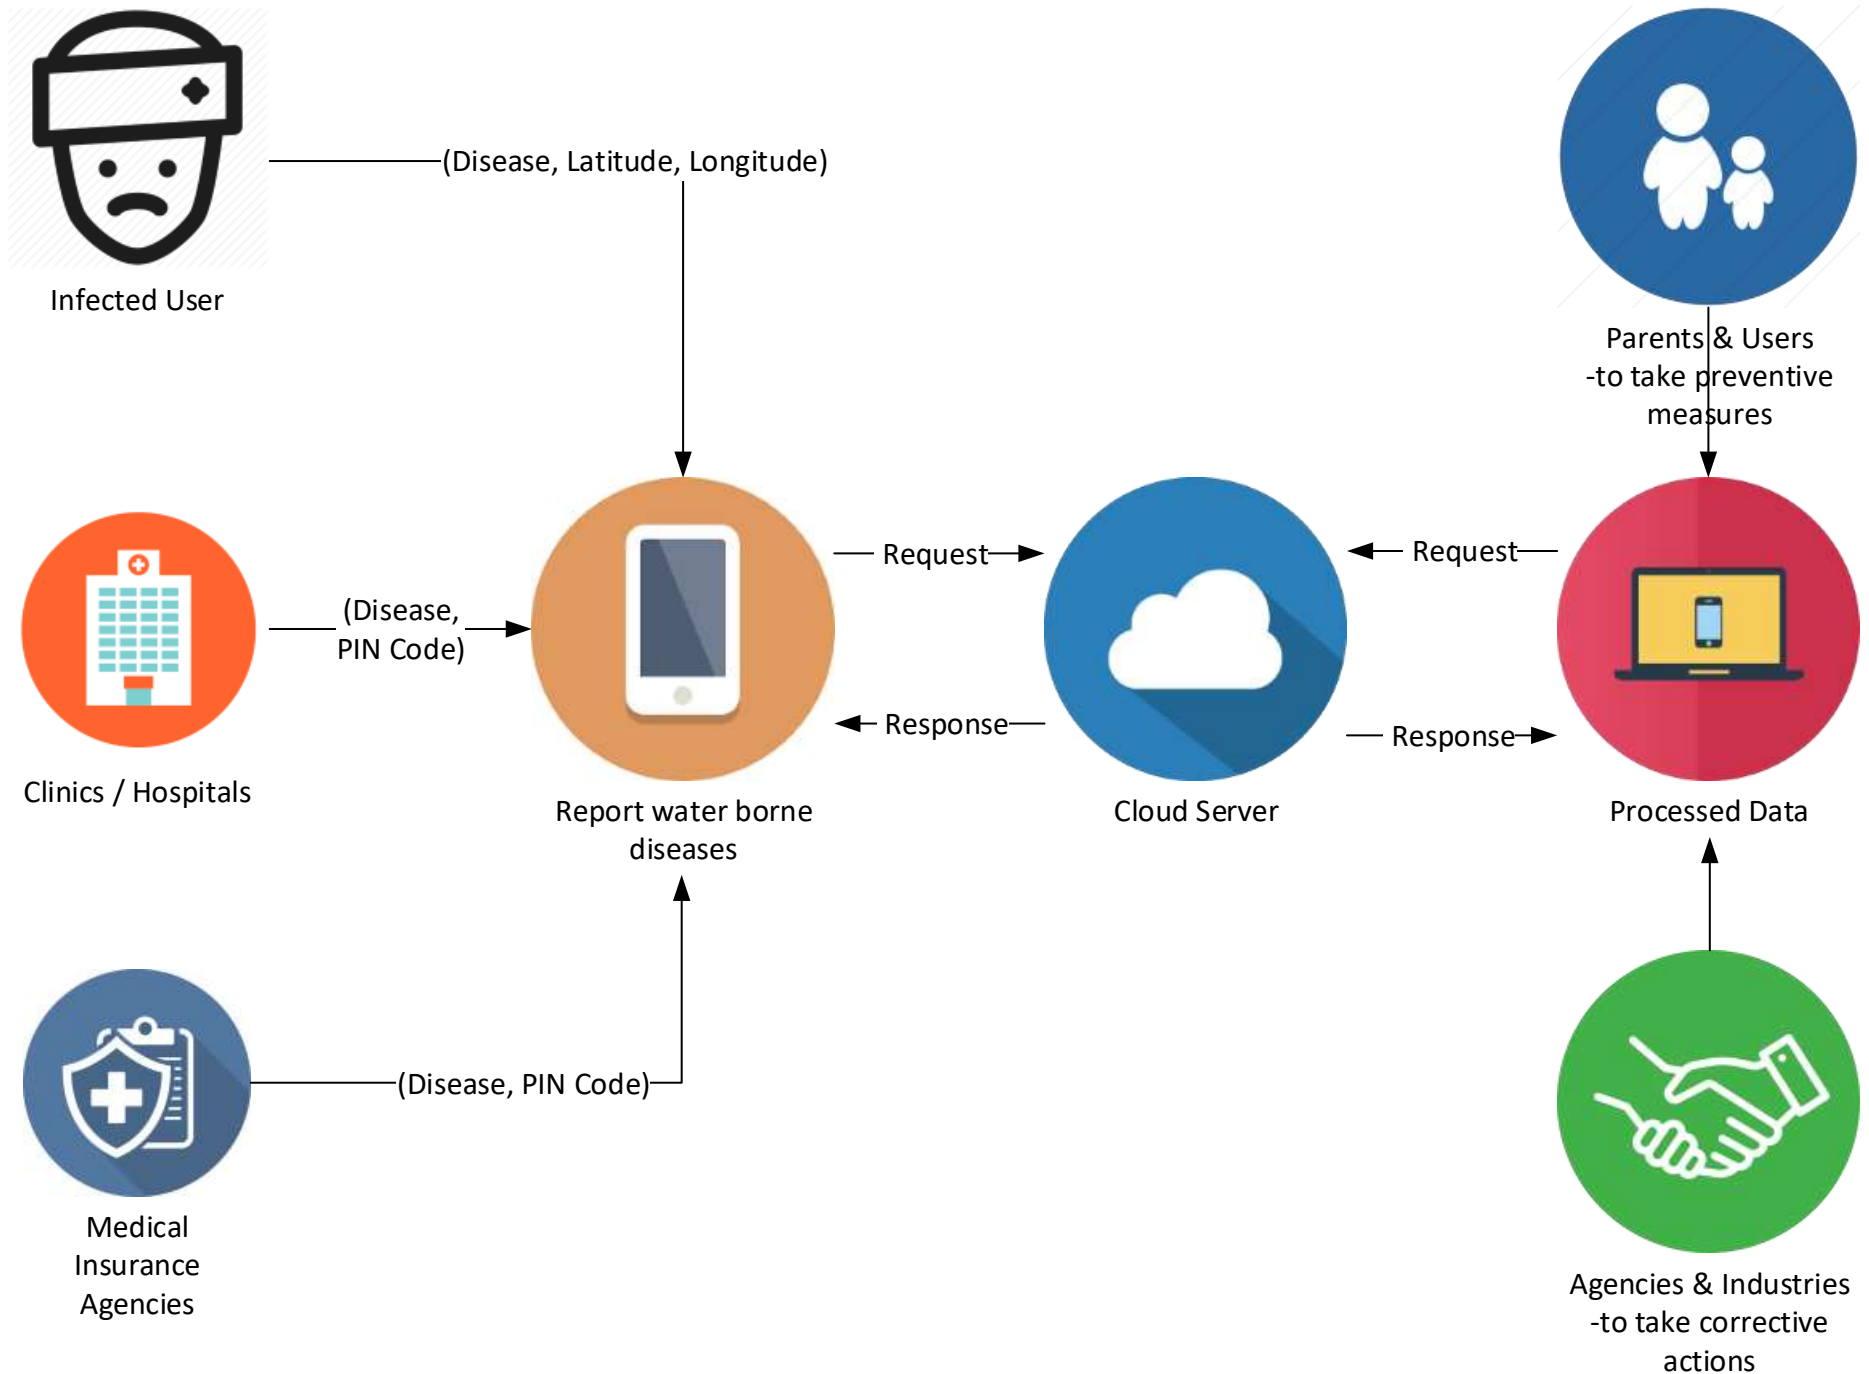 (Disease, Latitude, Longitude)
Infected User
Parents & Users
-to take preventive
measures
Request
Request
(Disease,
PIN Code)
Response
Response
Clinics / Hospitals
Report water borne
diseases
Cloud Server
Processed Data
(Disease, PIN Code)
Medical
Insurance
Agencies
Agencies & Industries
-to take corrective
actions